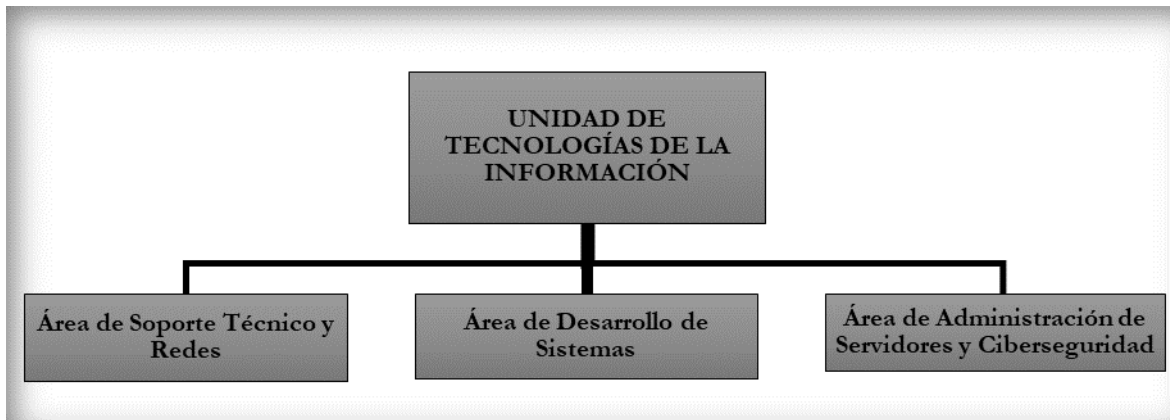 UNIDAD DE
TECNOLOGÍAS DE LA
INFORMACIÓN
Área de Soporte Técnico y
Redes
Área de Desarrollo de
Sistemas
Área de Administración de
Servidores y Ciberseguridad